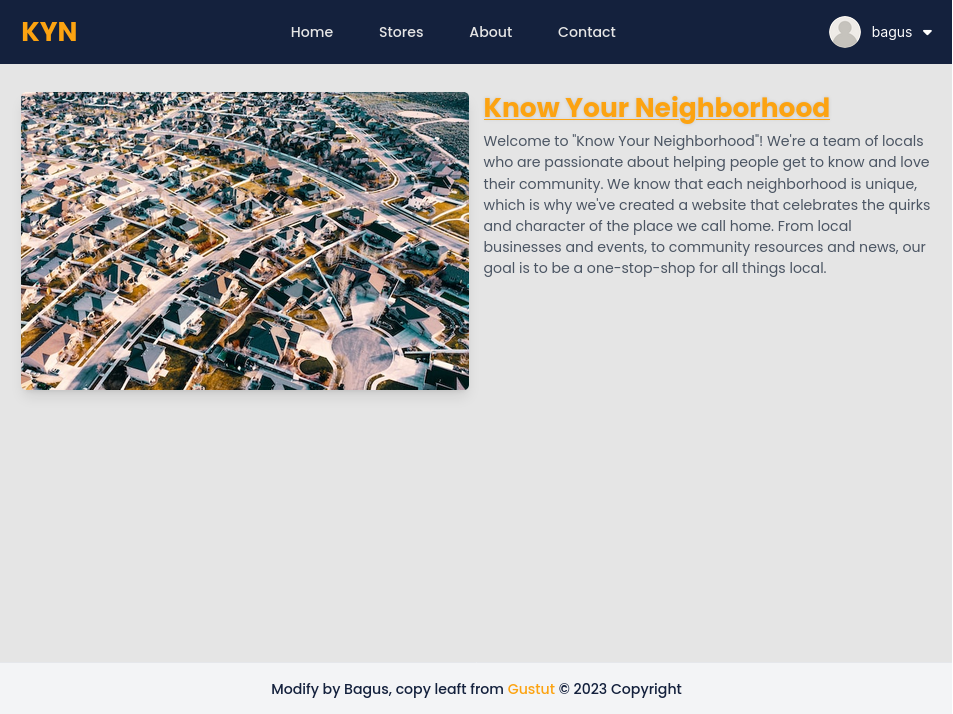 KYN
Home Stores About Contact
bagus
Know Your Neighborhood
Welcome to "Know Your Neighborhood"! We're a team of locals
who are passionate about helping people get to know and love
their community. We know that each neighborhood is unique,
which is why we've created a website that celebrates the quirks
and character of the place we call home. From local
businesses and events, to community resources and news, our
goal is to be a one-stop-shop for all things local.
Modify by Bagus, copy leaft from Gustut © 2023 Copyright